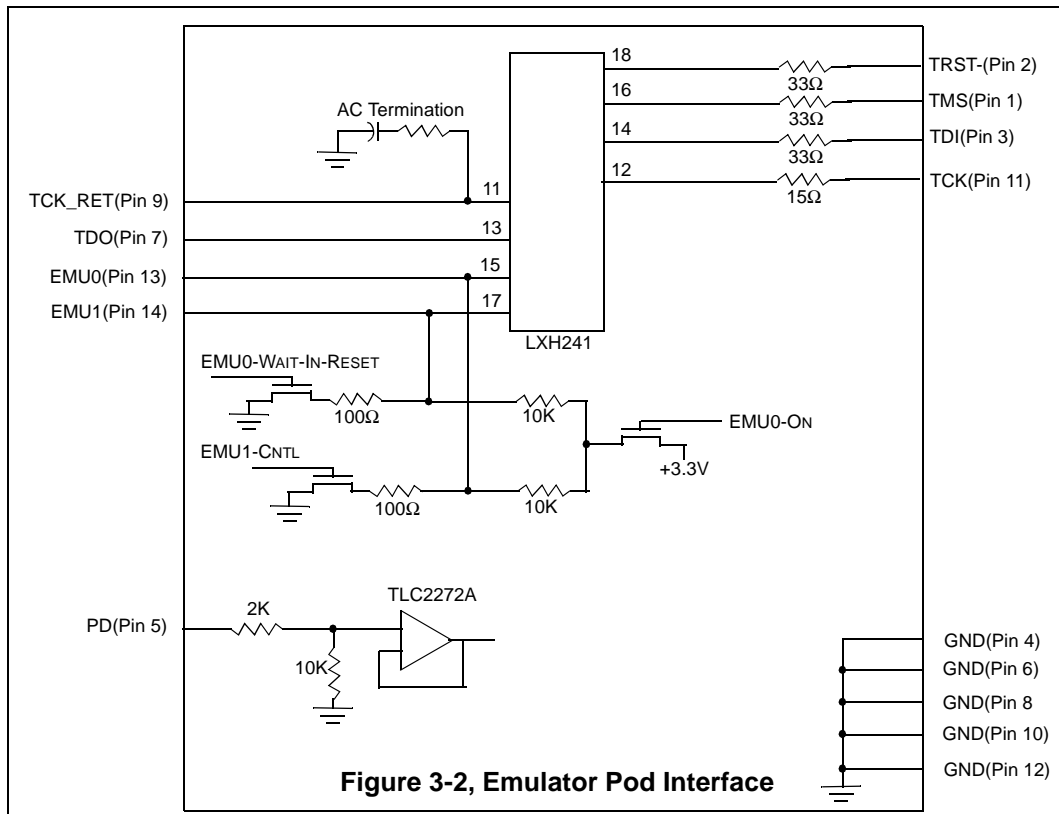 18
TRST-(Pin 2)
33Ω
16
TMS(Pin 1)
33Ω
AC Termination
14
TDI(Pin 3)
33Ω
12
TCK(Pin 11)
15Ω
TCK_RET(Pin 9)
11
TDO(Pin 7)
13
EMU0(Pin 13)
15
EMU1(Pin 14)
17
LXH241
EMU0-WAIT-IN-RESET
100Ω
10K
EMU0-ON
+3.3V
EMU1-CNTL
100Ω
10K
TLC2272A
PD(Pin 5)
2K
10K
GND(Pin 4)
GND(Pin 6)
GND(Pin 8
GND(Pin 10)
GND(Pin 12)
Figure 3-2, Emulator Pod Interface